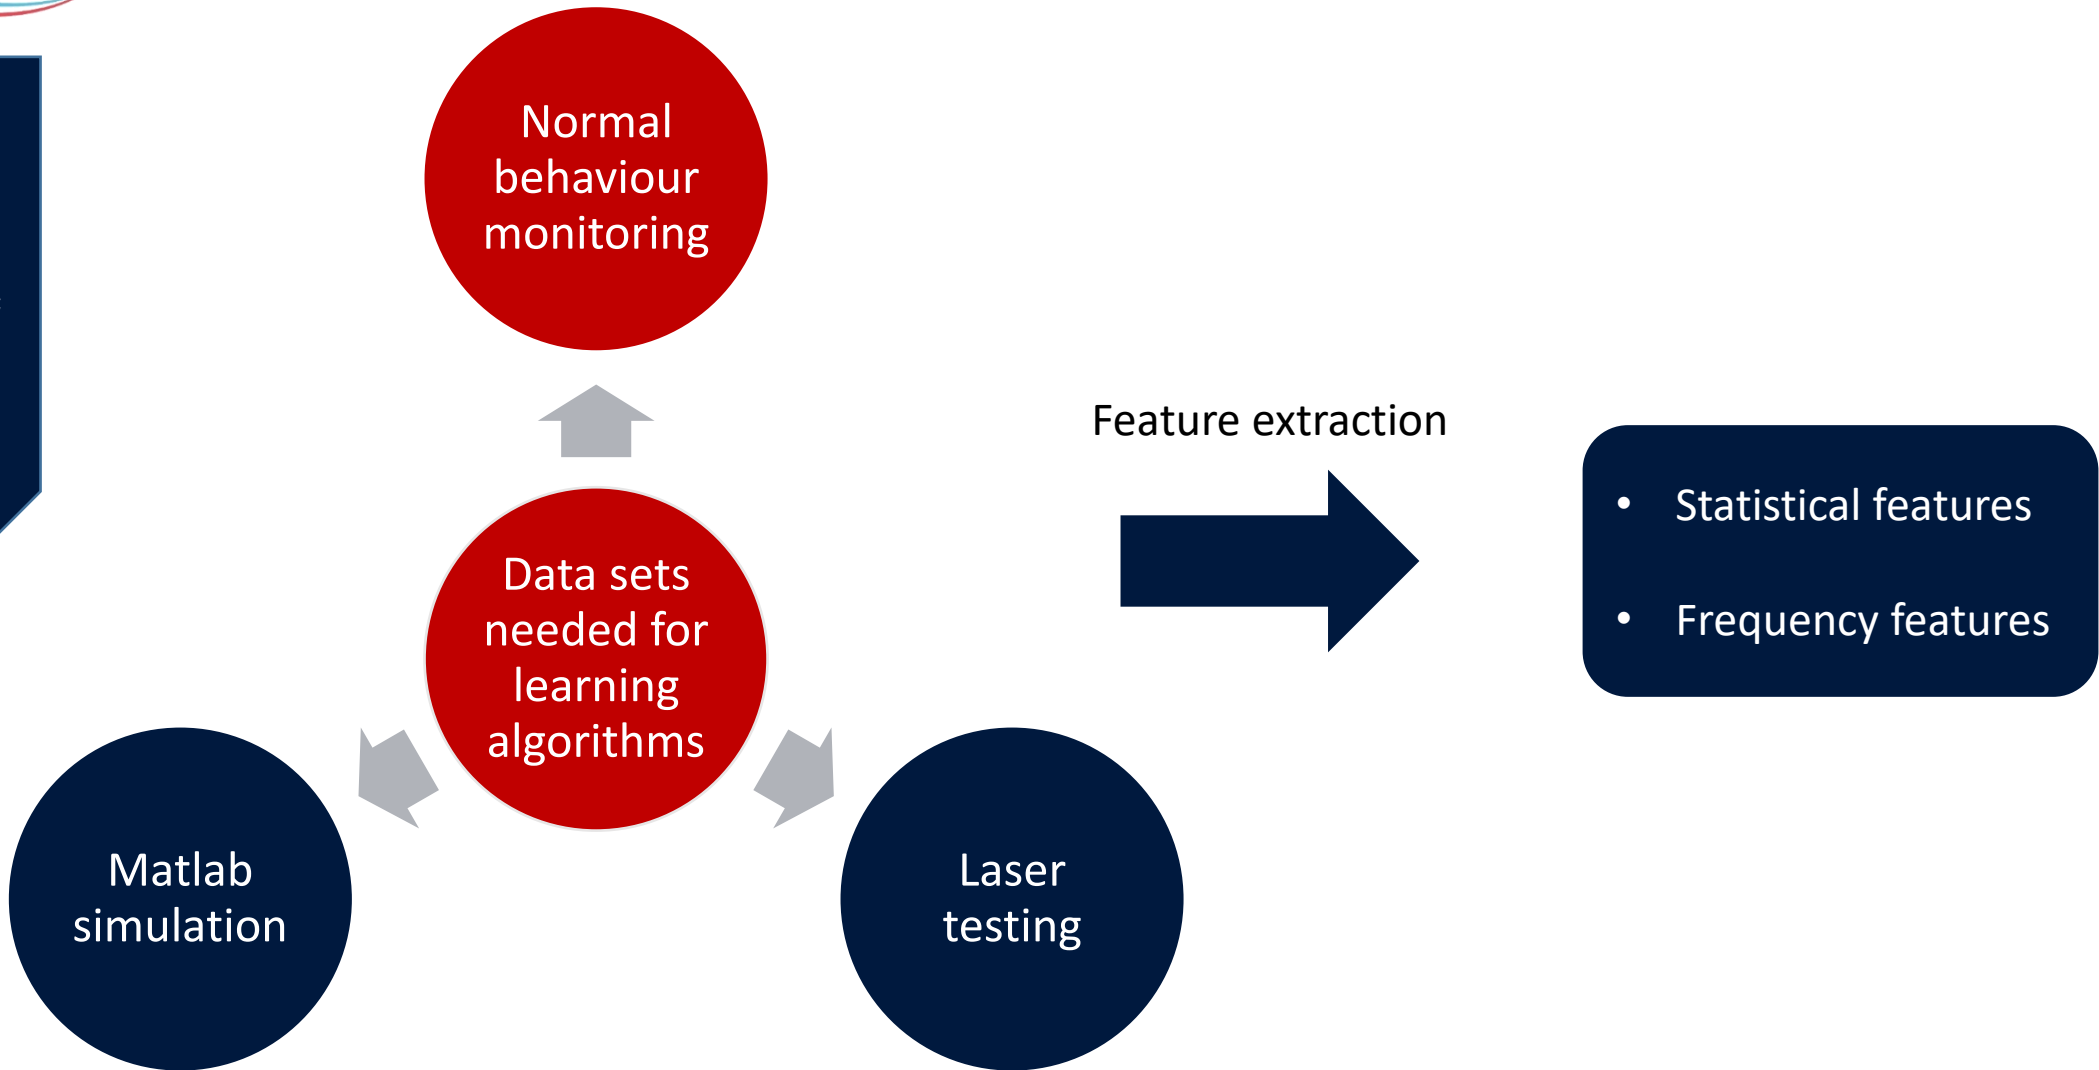 Normal
behaviour
monitoring
Data sets
needed for
learning
algorithms
Matlab
simulation
Laser
testing
Feature extraction
• Statistical features
• Frequency features